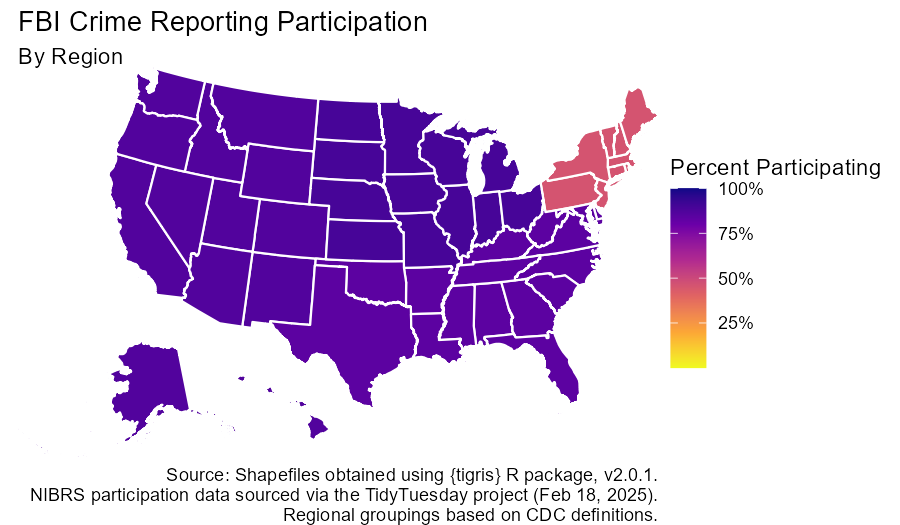 FBI Crime Reporting Participation
By Region
Percent Participating
100%
75%
50%
25%
Source: Shapefiles obtained using {tigris} R package, v2.0.1.
NIBRS participation data sourced via the TidyTuesday project (Feb 18, 2025).
Regional groupings based on CDC definitions.